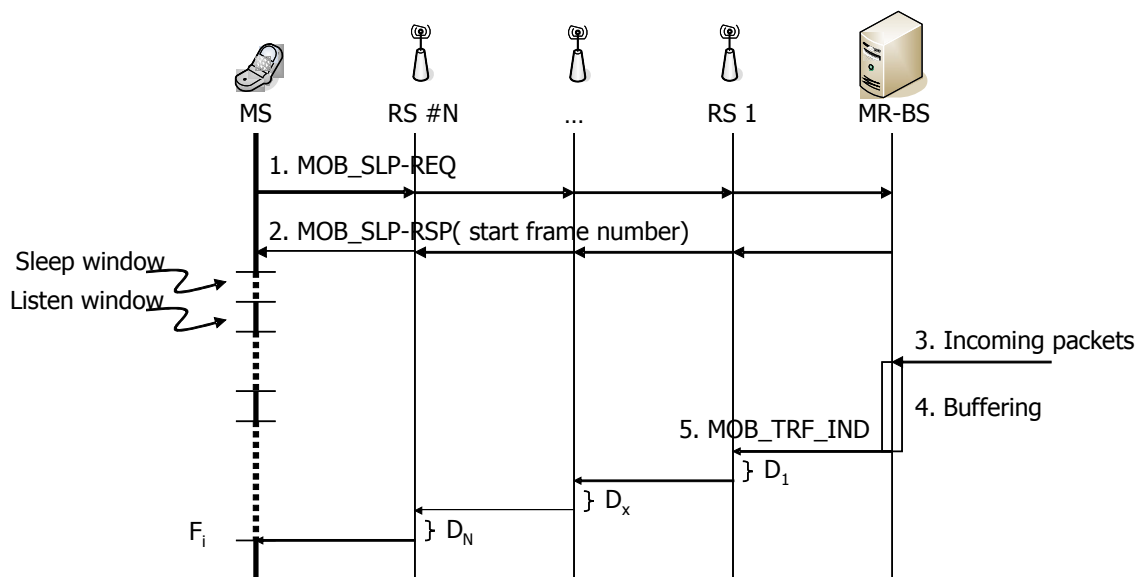 MS
RS #N
...
RS 1
MR-BS
1. MOB_SLP-REQ
2. MOB_SLP-RSP( start frame number)
Sleep window
Listen window
3. Incoming packets
4. Buffering
5. MOB_TRF_IND
} D1
} Dx
} DN
Fi